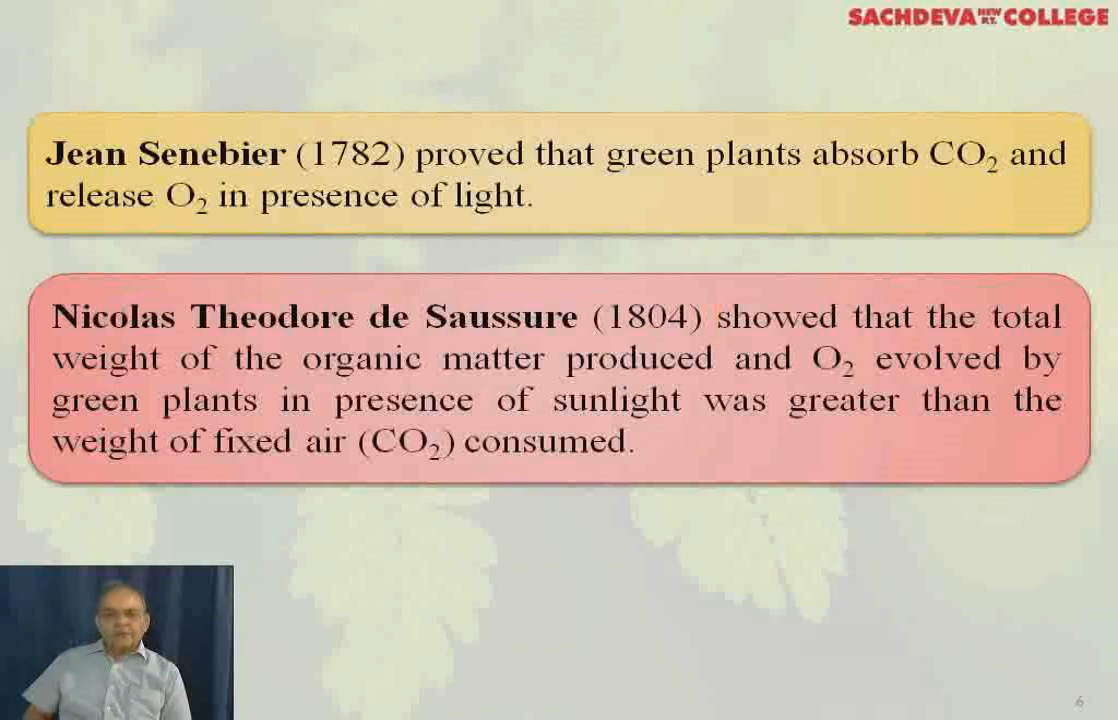 SACHDEVA NEW P.T. COLLEGE
Jean Senebier (1782) proved that green plants absorb CO₂ and
release O₂ in presence of light.
Nicolas Theodore de Saussure (1804) showed that the total
weight of the organic matter produced and O₂ evolved by
green plants in presence of sunlight was greater than the
weight of fixed air (CO₂) consumed.
6